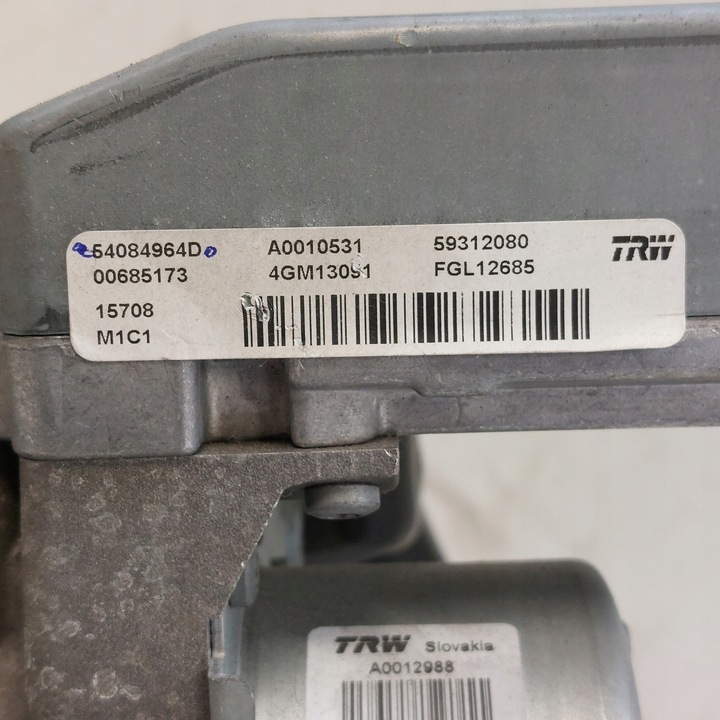 54084964D A0010531 59312080 TRW
00685173 4GM13091 FGL12685
15708
M1C1
TRW Slovakia
A0012988